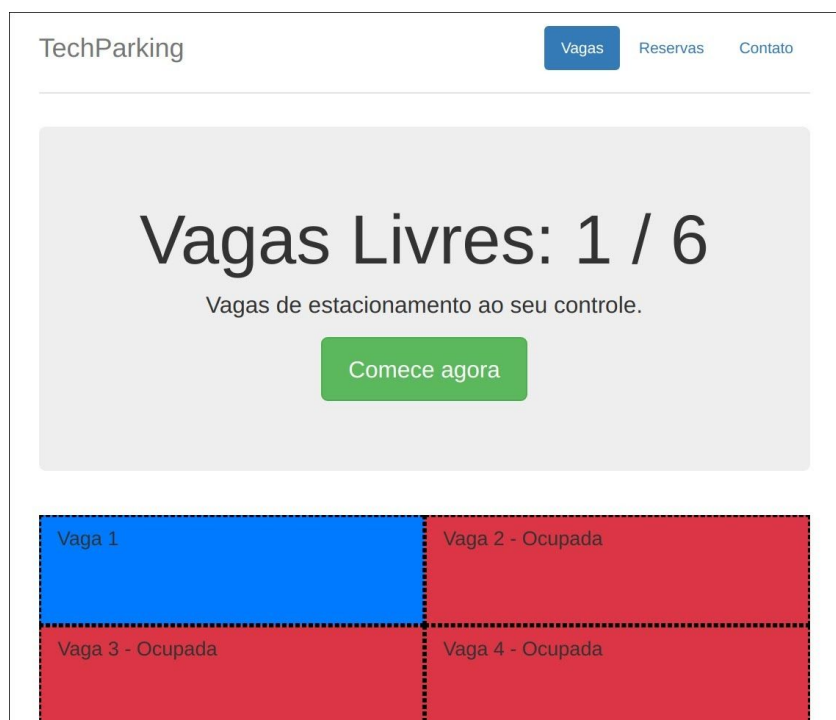 TechParking
Vagas Reservas Contato
Vagas Livres: 1 / 6
Vagas de estacionamento ao seu controle.
Comece agora
Vaga 1
Vaga 2 - Ocupada
Vaga 3 - Ocupada
Vaga 4 - Ocupada